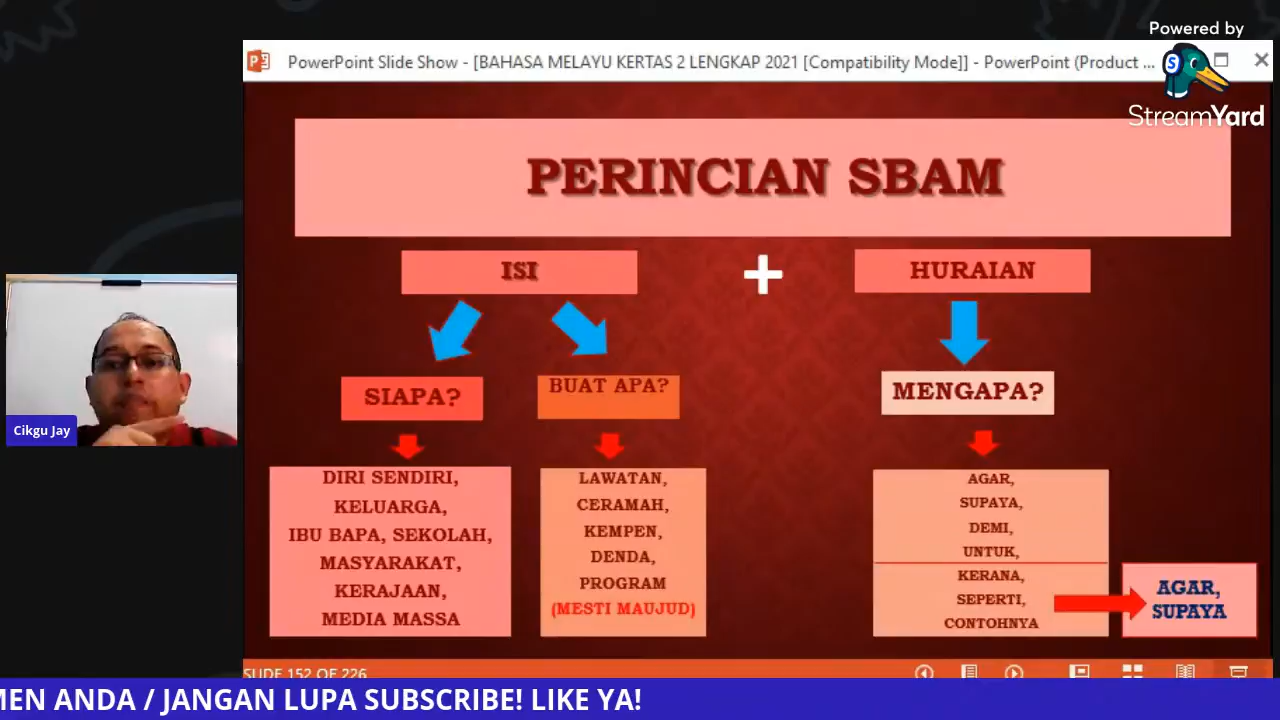 Powered by
StreamYard
PowerPoint Slide Show - [BAHASA MELAYU KERTAS 2 LENGKAP 2021 [Compatibility Mode]] - PowerPoint (Product ...
PERINCIAN SBAM
ISI
+
HURAIAN
SIAPA?
BUAT APA?
MENGAPA?
DIRI SENDIRI,
KELUARGA,
IBU BAPA, SEKOLAH,
MASYARAKAT,
KERAJAAN,
MEDIA MASSA
LAWATAN,
CERAMAH,
KEMPEN,
DENDA,
PROGRAM
(MESTI MAUJUD)
AGAR,
SUPAYA,
DEMI,
UNTUK,
KERANA,
SEPERTI,
CONTOHNYA
AGAR,
SUPAYA
Cikgu Jay
SLIDE 152 OF 226
MEN ANDA / JANGAN LUPA SUBSCRIBE! LIKE YA!